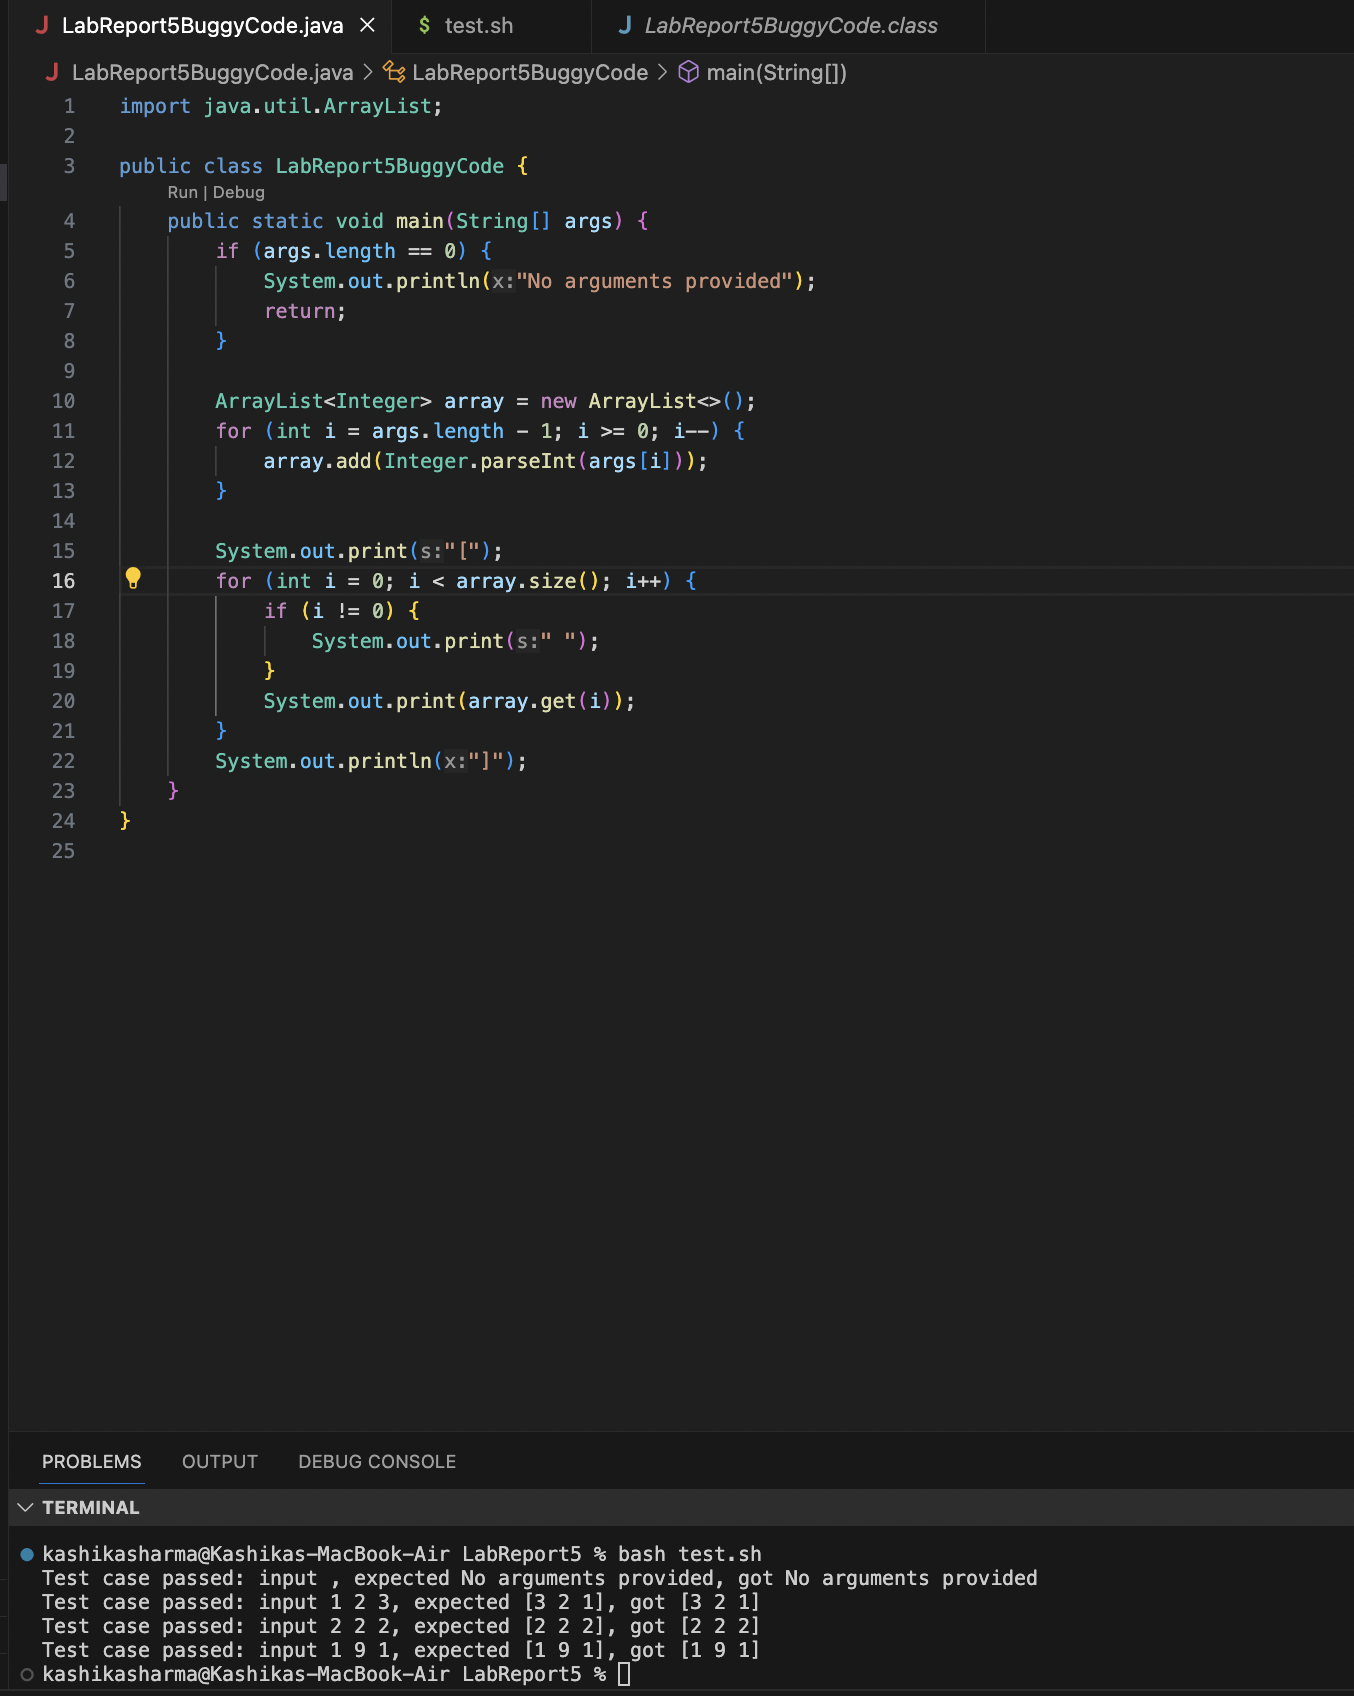 LabReport5BuggyCode.java
$ test.sh
LabReport5BuggyCode.class
LabReport5BuggyCode.java > LabReport5BuggyCode > main(String[])
1 import java.util.ArrayList;
2
3 public class LabReport5BuggyCode {
Run | Debug
4     public static void main(String[] args) {
5         if (args.length == 0) {
6             System.out.println(x:"No arguments provided");
7             return;
8         }
9
10         ArrayList<Integer> array = new ArrayList<>();
11         for (int i = args.length - 1; i >= 0; i--) {
12             array.add(Integer.parseInt(args[i]));
13         }
14
15         System.out.print(s:"[");
16         for (int i = 0; i < array.size(); i++) {
17             if (i != 0) {
18                 System.out.print(s:" ");
19             }
20             System.out.print(array.get(i));
21         }
22         System.out.println(x:"]");
23     }
24 }
25
PROBLEMS OUTPUT DEBUG CONSOLE
TERMINAL
kashikasharma@Kashikas-MacBook-Air LabReport5 % bash test.sh
Test case passed: input , expected No arguments provided, got No arguments provided
Test case passed: input 1 2 3, expected [3 2 1], got [3 2 1]
Test case passed: input 2 2 2, expected [2 2 2], got [2 2 2]
Test case passed: input 1 9 1, expected [1 9 1], got [1 9 1]
kashikasharma@Kashikas-MacBook-Air LabReport5 %